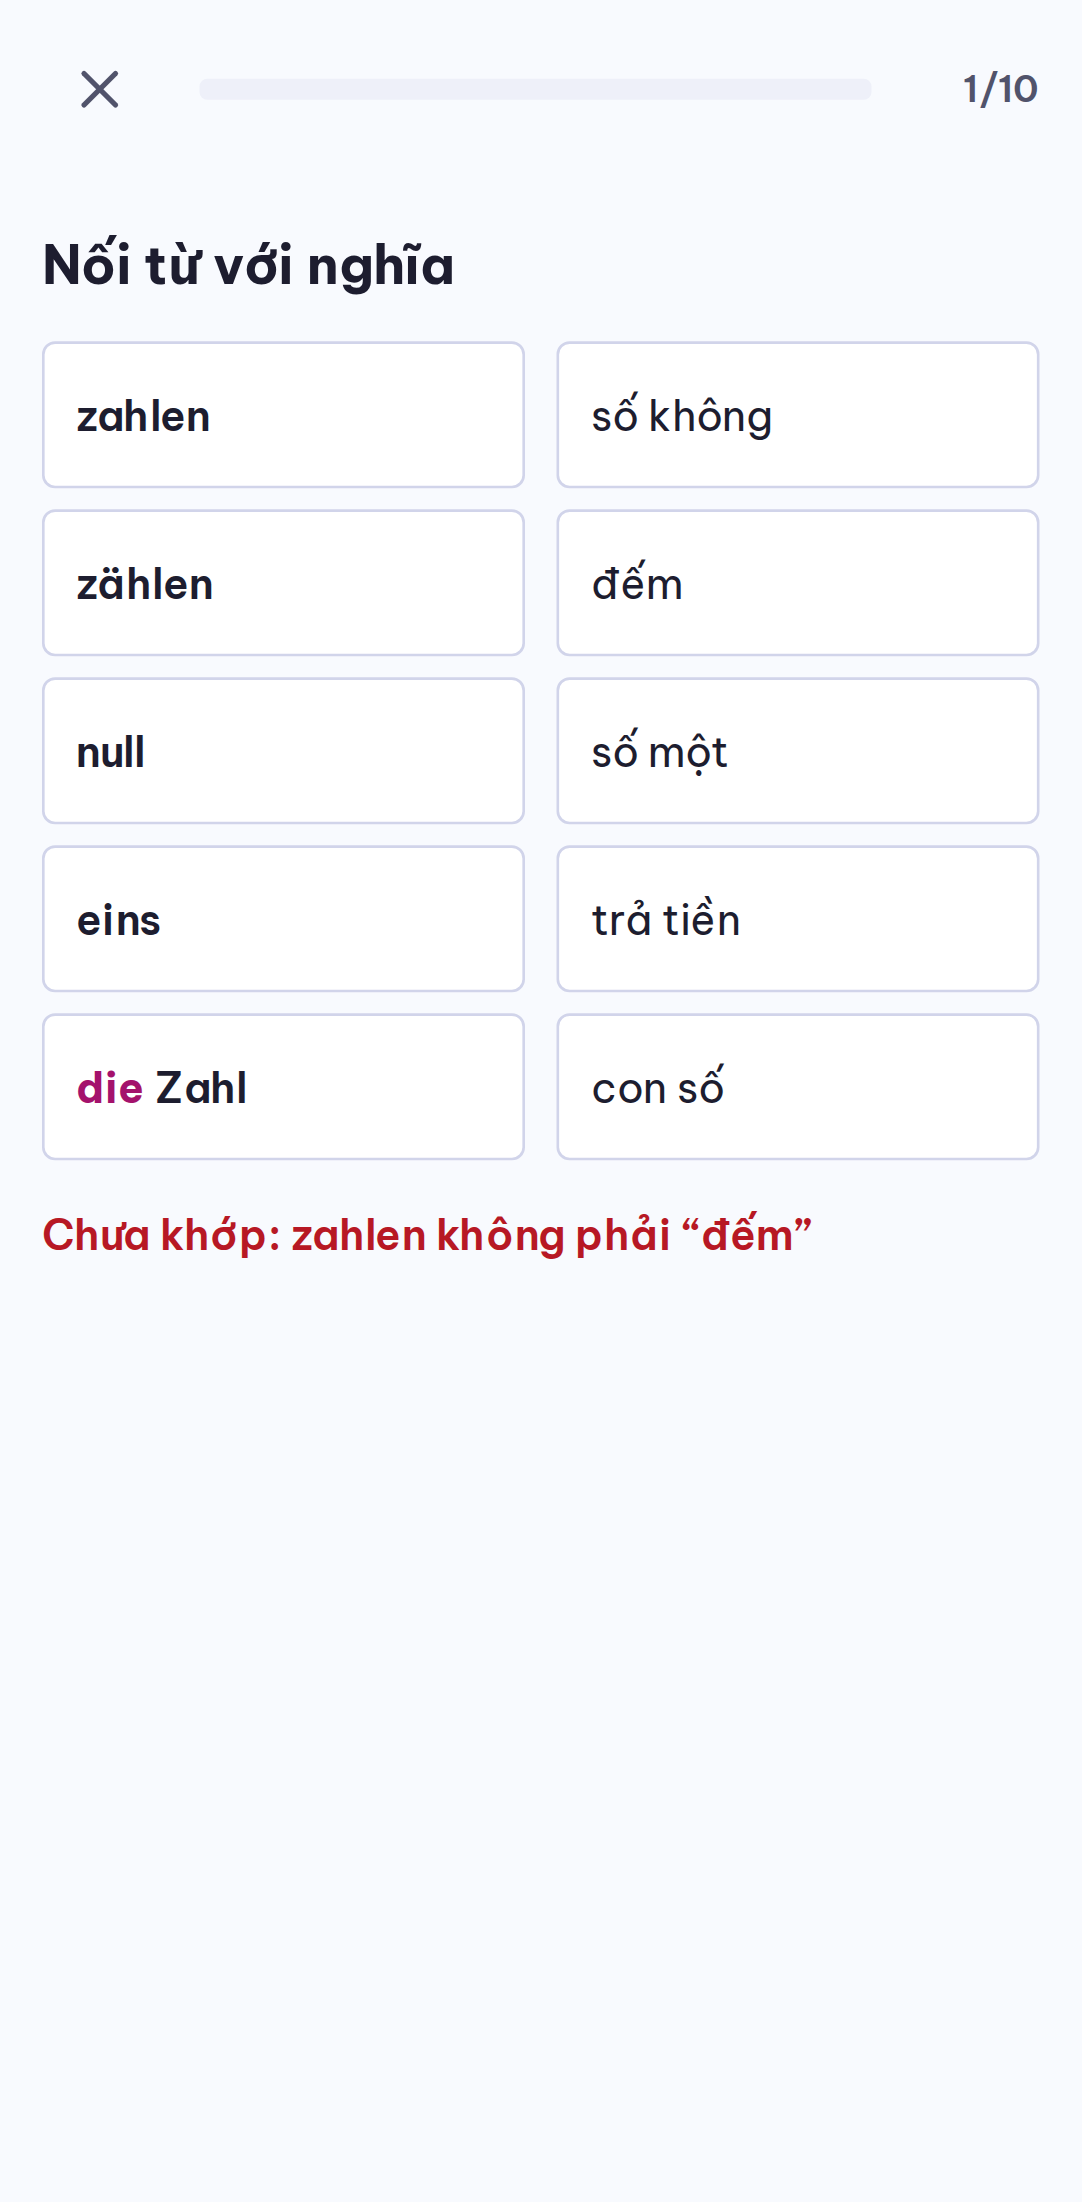 1/10
Nối từ với nghĩa
zahlen
số không
zählen
đếm
null
số một
eins
trả tiền
die Zahl
con số
Chưa khớp: zahlen không phải “đếm”